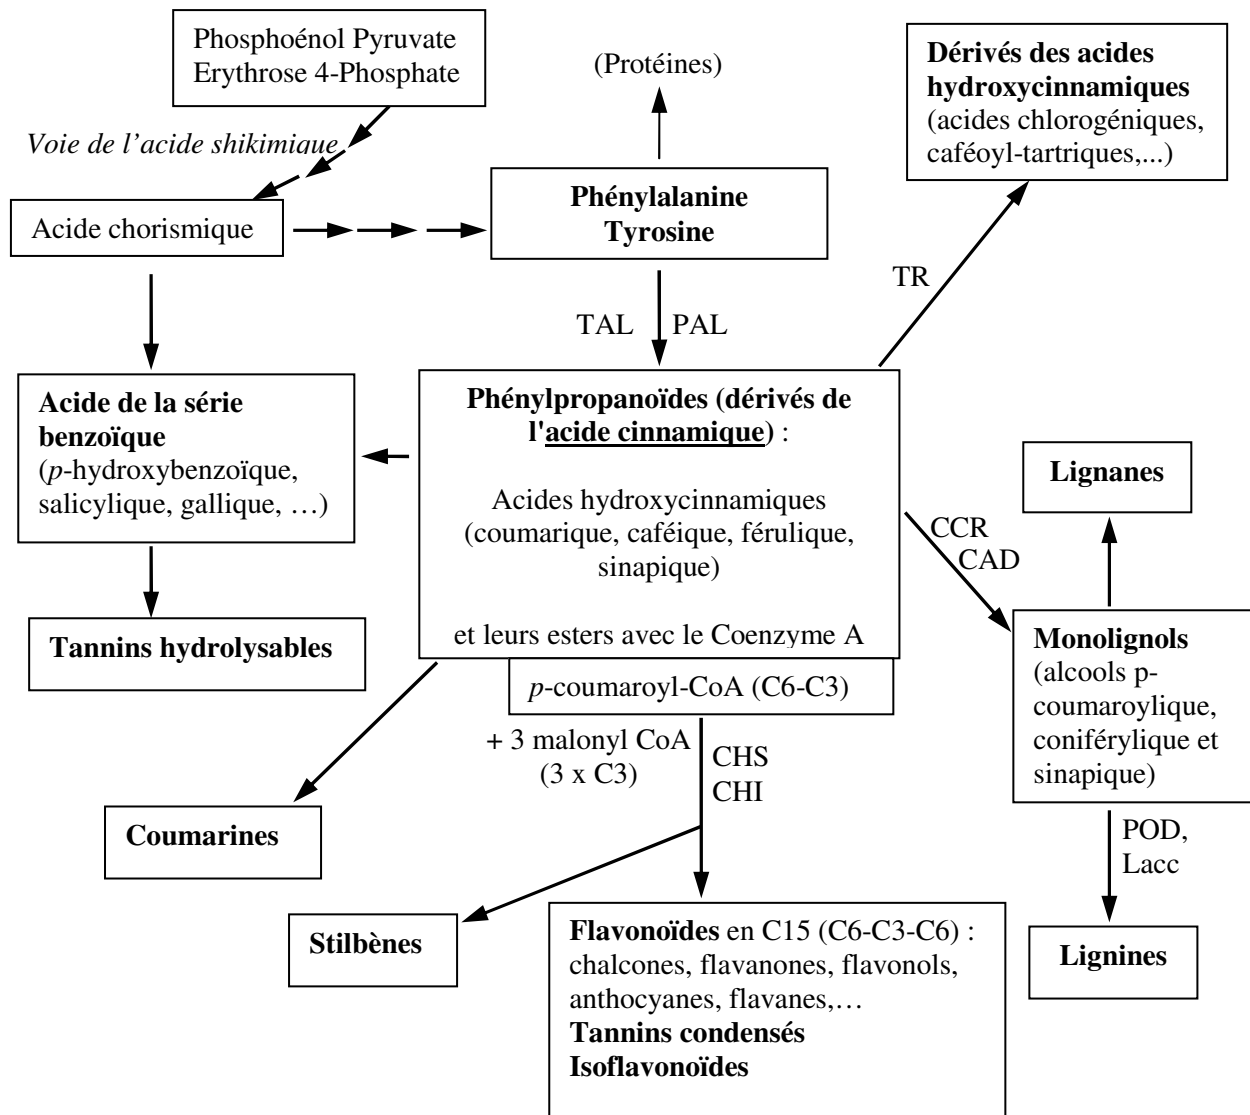 Phosphoénol Pyruvate
Erythrose 4-Phosphate
(Protéines)
Dérivés des acides
hydroxycinnamiques
(acides chlorogéniques,
caféoyl-tartriques,...)
Voie de l'acide shikimique
Acide chorismique
Phénylalanine
Tyrosine
TR
TAL
PAL
Acide de la série
benzoïque
(p-hydroxybenzoïque,
salicylique, gallique, …)
Phénylpropanoïdes (dérivés de
l'acide cinnamique) :
Acides hydroxycinnamiques
(coumarique, caféique, férulique,
sinapique)
et leurs esters avec le Coenzyme A
p-coumaroyl-CoA (C6-C3)
Lignanes
CCR
CAD
Tannins hydrolysables
Monolignols
(alcools p-
coumaroylique,
coniférylique et
sinapique)
+ 3 malonyl CoA
(3 x C3)
CHS
CHI
Coumarines
POD,
Lacc
Stilbènes
Flavonoïdes en C15 (C6-C3-C6) :
chalcones, flavanones, flavonols,
anthocyanes, flavanes,…
Tannins condensés
Isoflavonoïdes
Lignines